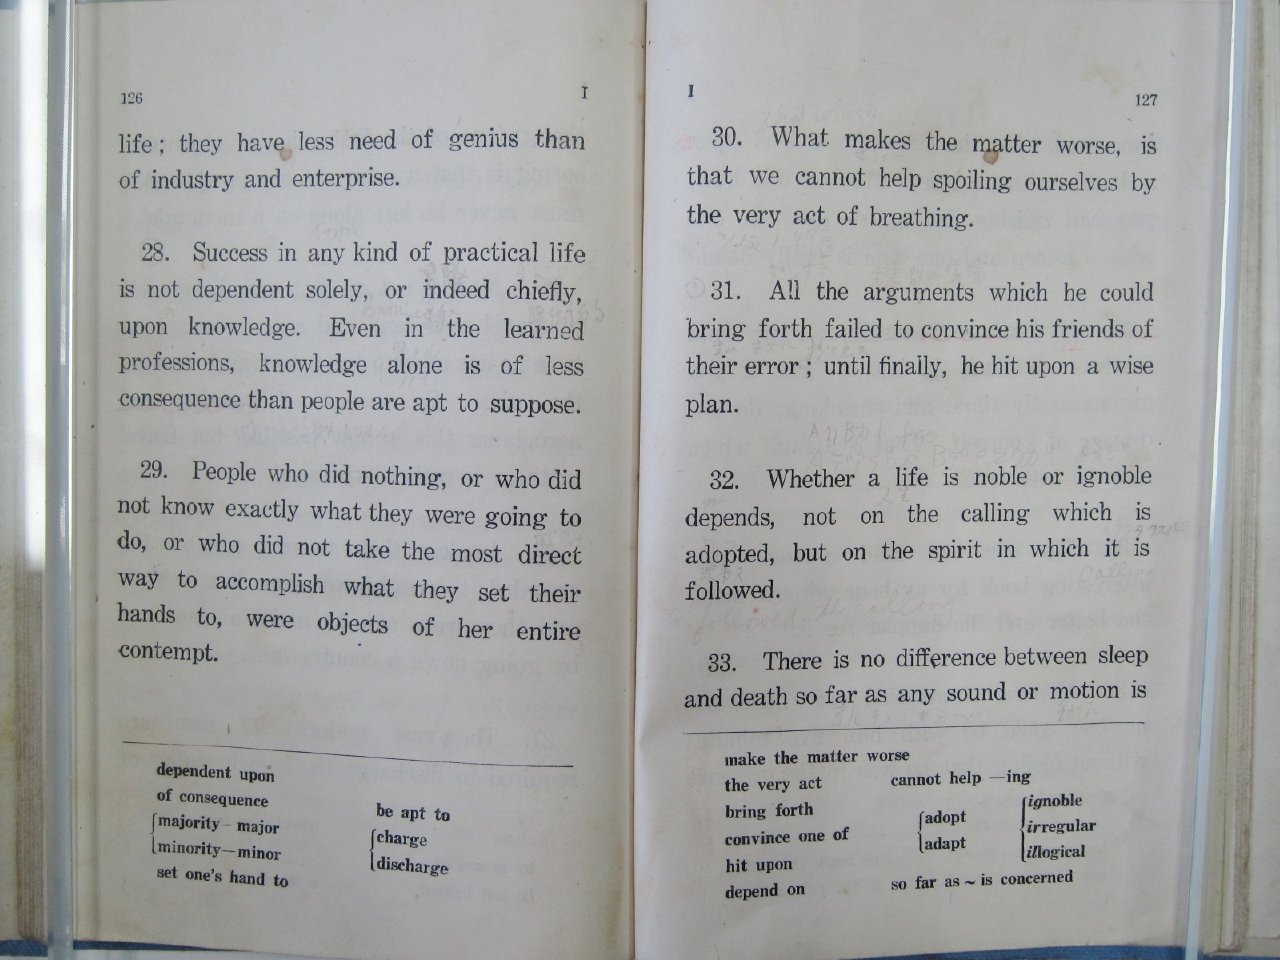 126
I
life ; they have less need of genius than
of industry and enterprise.
28. Success in any kind of practical life
is not dependent solely, or indeed chiefly,
upon knowledge. Even in the learned
professions, knowledge alone is of less
consequence than people are apt to suppose.
29. People who did nothing, or who did
not know exactly what they were going to
do, or who did not take the most direct
way to accomplish what they set their
hands to, were objects of her entire
contempt.
dependent upon
of consequence
majority – major
minority—minor
set one's hand to
be apt to
charge
discharge
I
127
30. What makes the matter worse, is
that we cannot help spoiling ourselves by
the very act of breathing.
31. All the arguments which he could
bring forth failed to convince his friends of
their error ; until finally, he hit upon a wise
plan.
32. Whether a life is noble or ignoble
depends, not on the calling which is
adopted, but on the spirit in which it is
followed.
33. There is no difference between sleep
and death so far as any sound or motion is
make the matter worse
the very act
bring forth
convince one of
hit upon
depend on
cannot help —ing
adopt
adapt
so far as ~ is concerned
ignoble
irregular
illogical